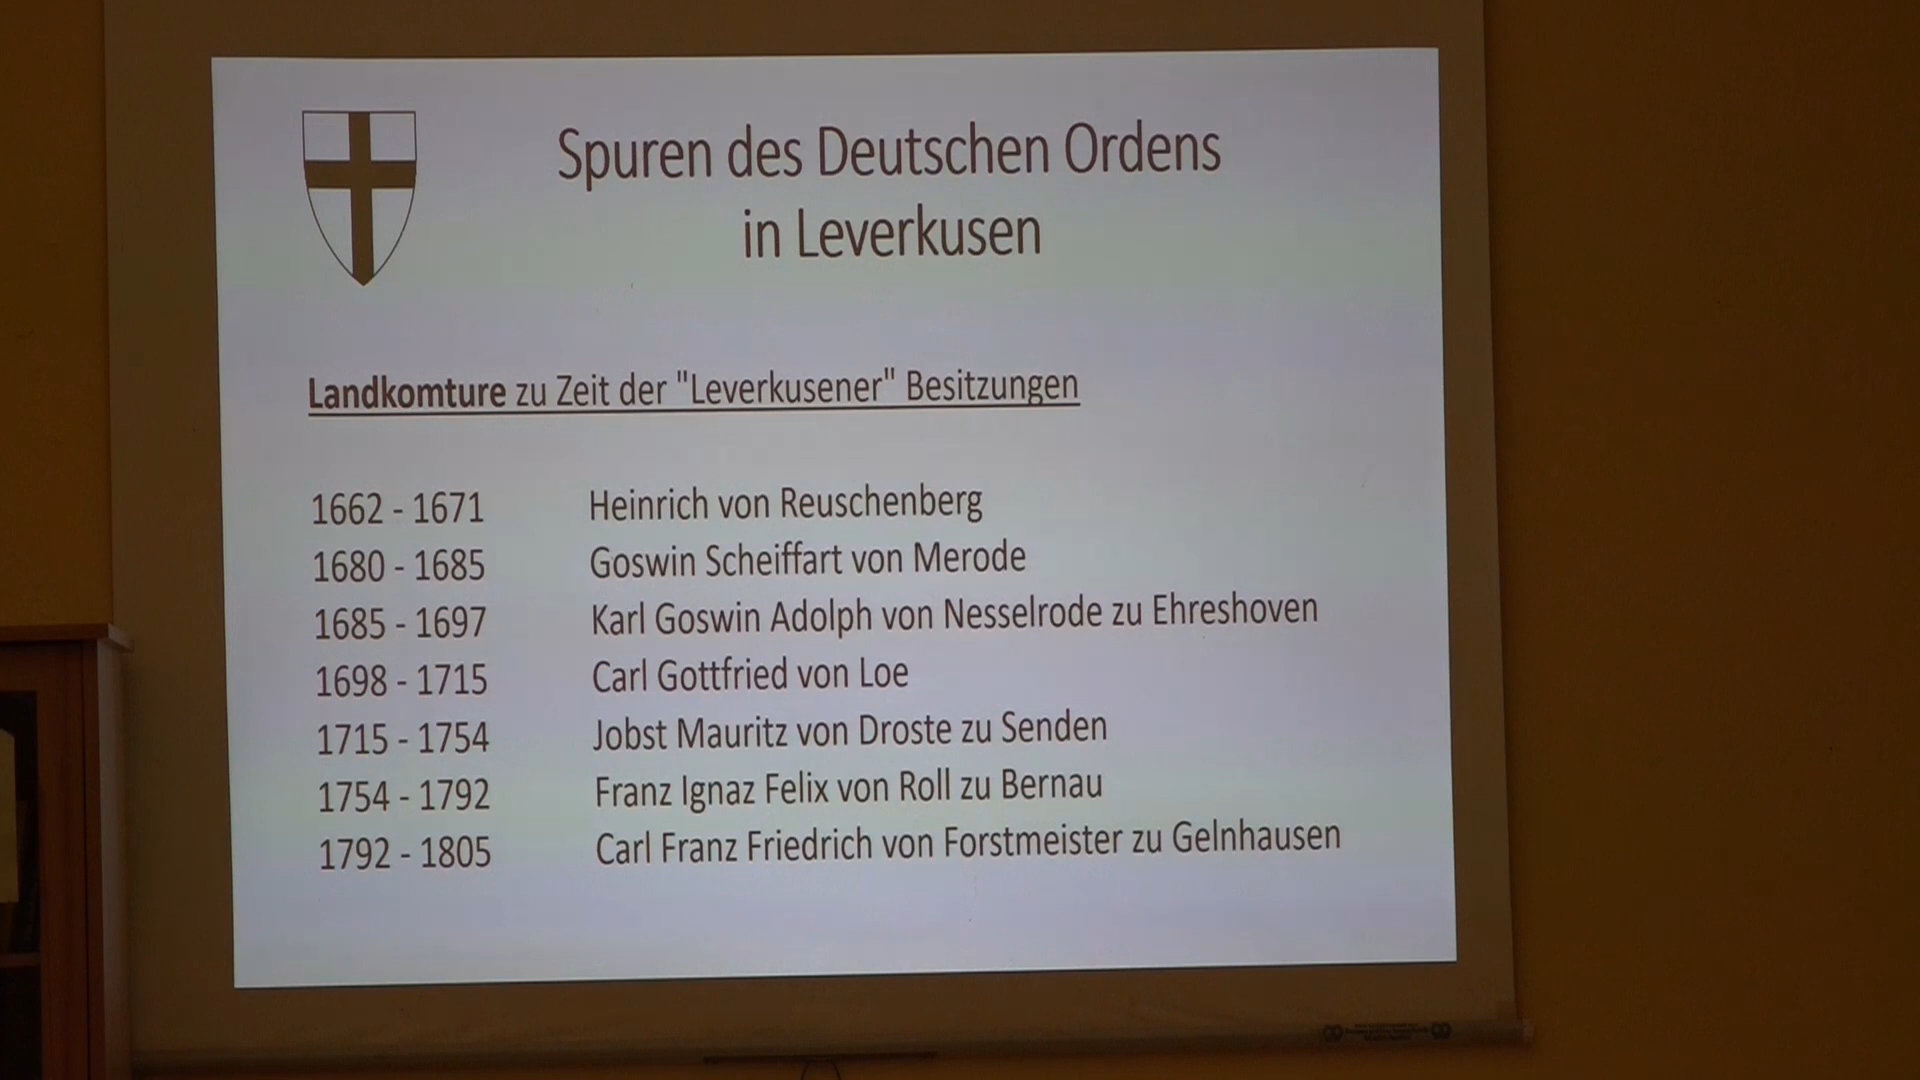 Spuren des Deutschen Ordens
in Leverkusen
Landkomture zu Zeit der "Leverkusener" Besitzungen
1662 - 1671 Heinrich von Reuschenberg
1680 - 1685 Goswin Scheiffart von Merode
1685 - 1697 Karl Goswin Adolph von Nesselrode zu Ehreshoven
1698 - 1715 Carl Gottfried von Loe
1715 - 1754 Jobst Mauritz von Droste zu Senden
1754 - 1792 Franz Ignaz Felix von Roll zu Bernau
1792 - 1805 Carl Franz Friedrich von Forstmeister zu Gelnhausen